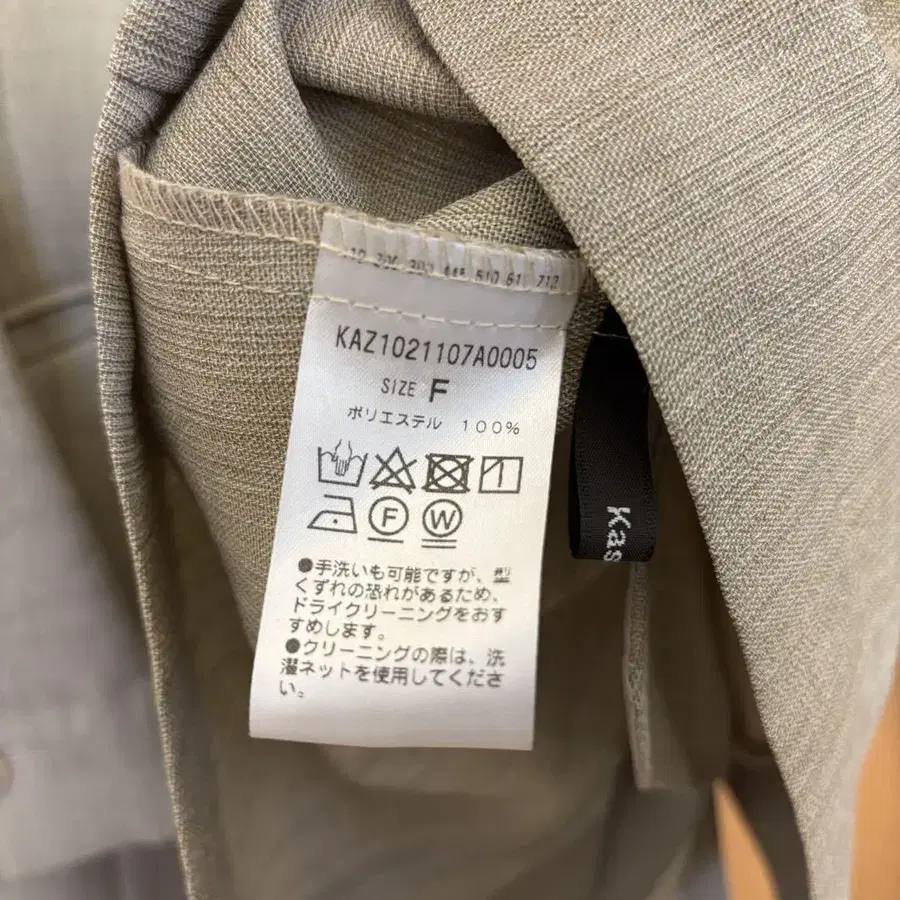 KAZ1021107A0005
SIZE F
ポリエステル 100%
F W
●手洗いも可能ですが、型
くずれの恐れがあるため、
ドライクリーニングをおす
すめします。
●クリーニングの際は、洗
濯ネットを使用してくださ
い。
Kas